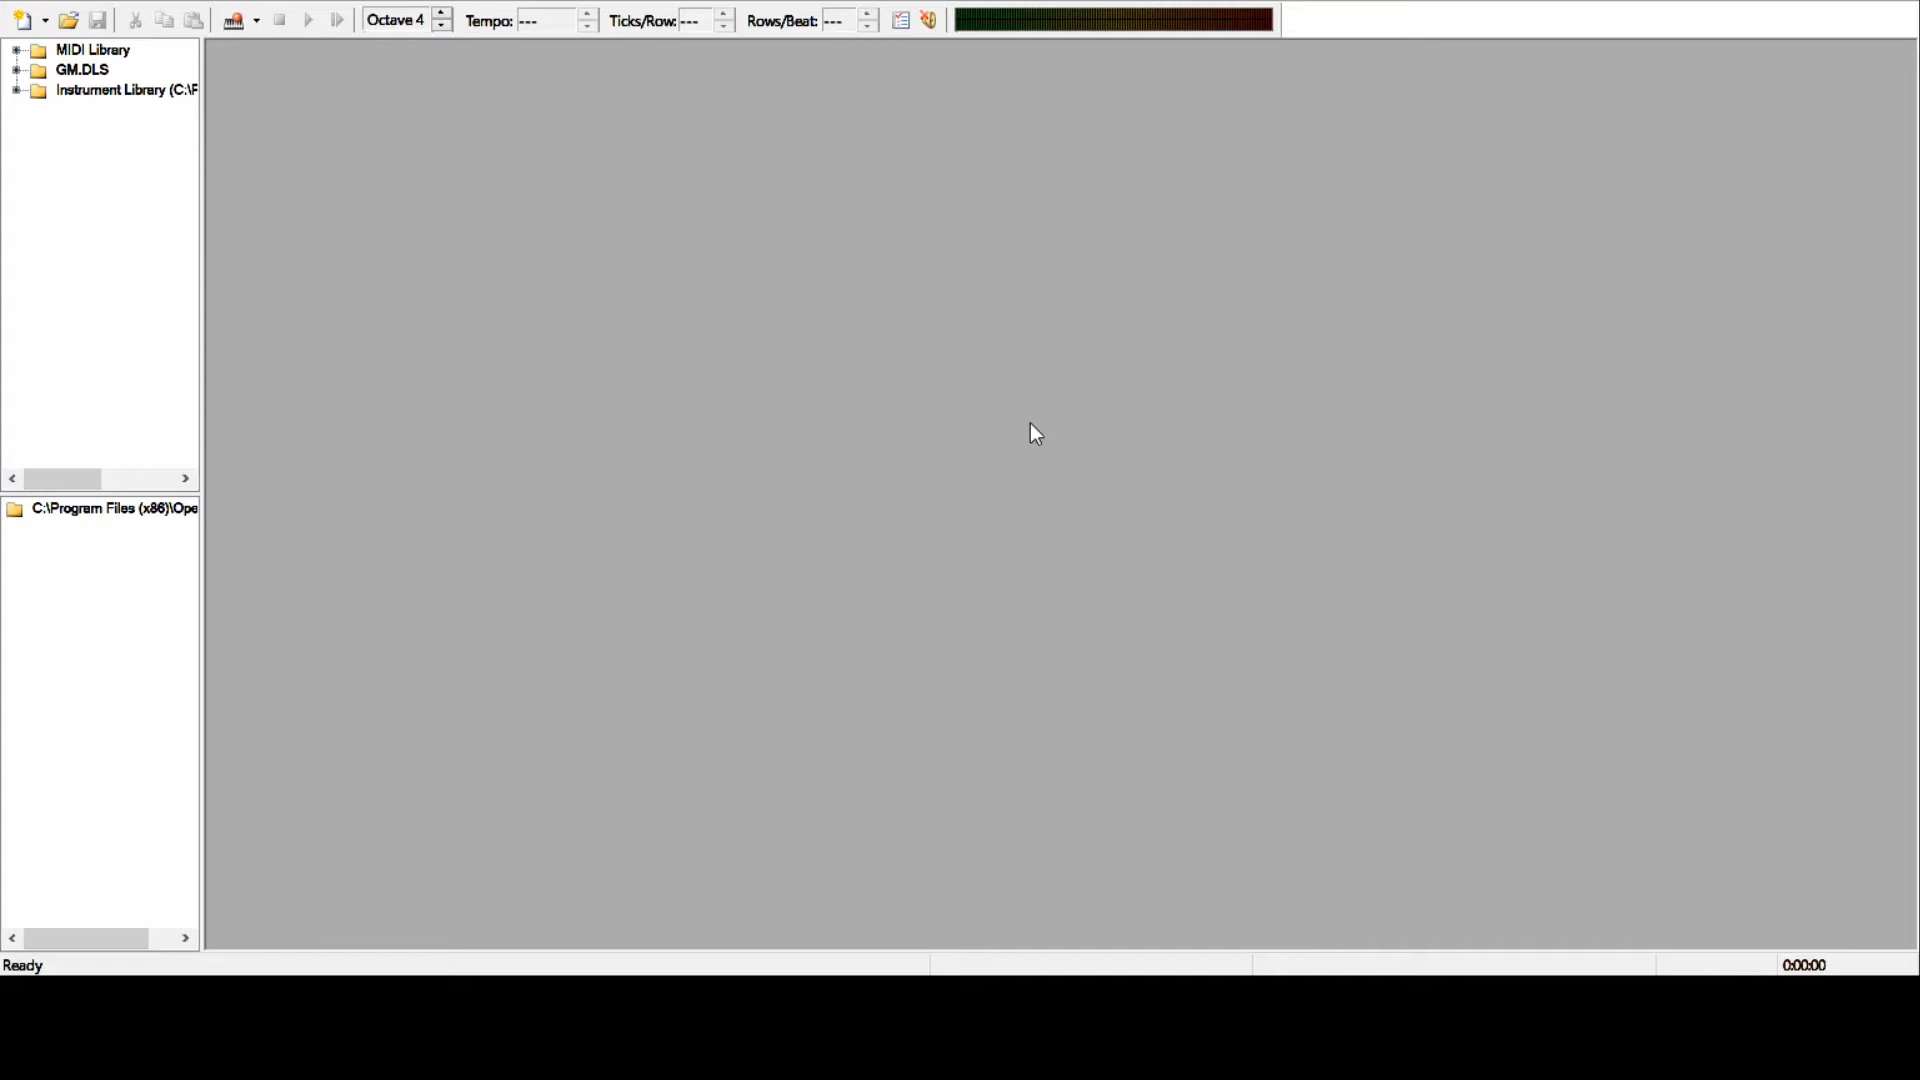 Octave 4 Tempo: --- Ticks/Row: --- Rows/Beat: ---
MIDI Library
GM.DLS
Instrument Library (C:\P
C:\Program Files (x86)\Ope
Ready 0:00:00